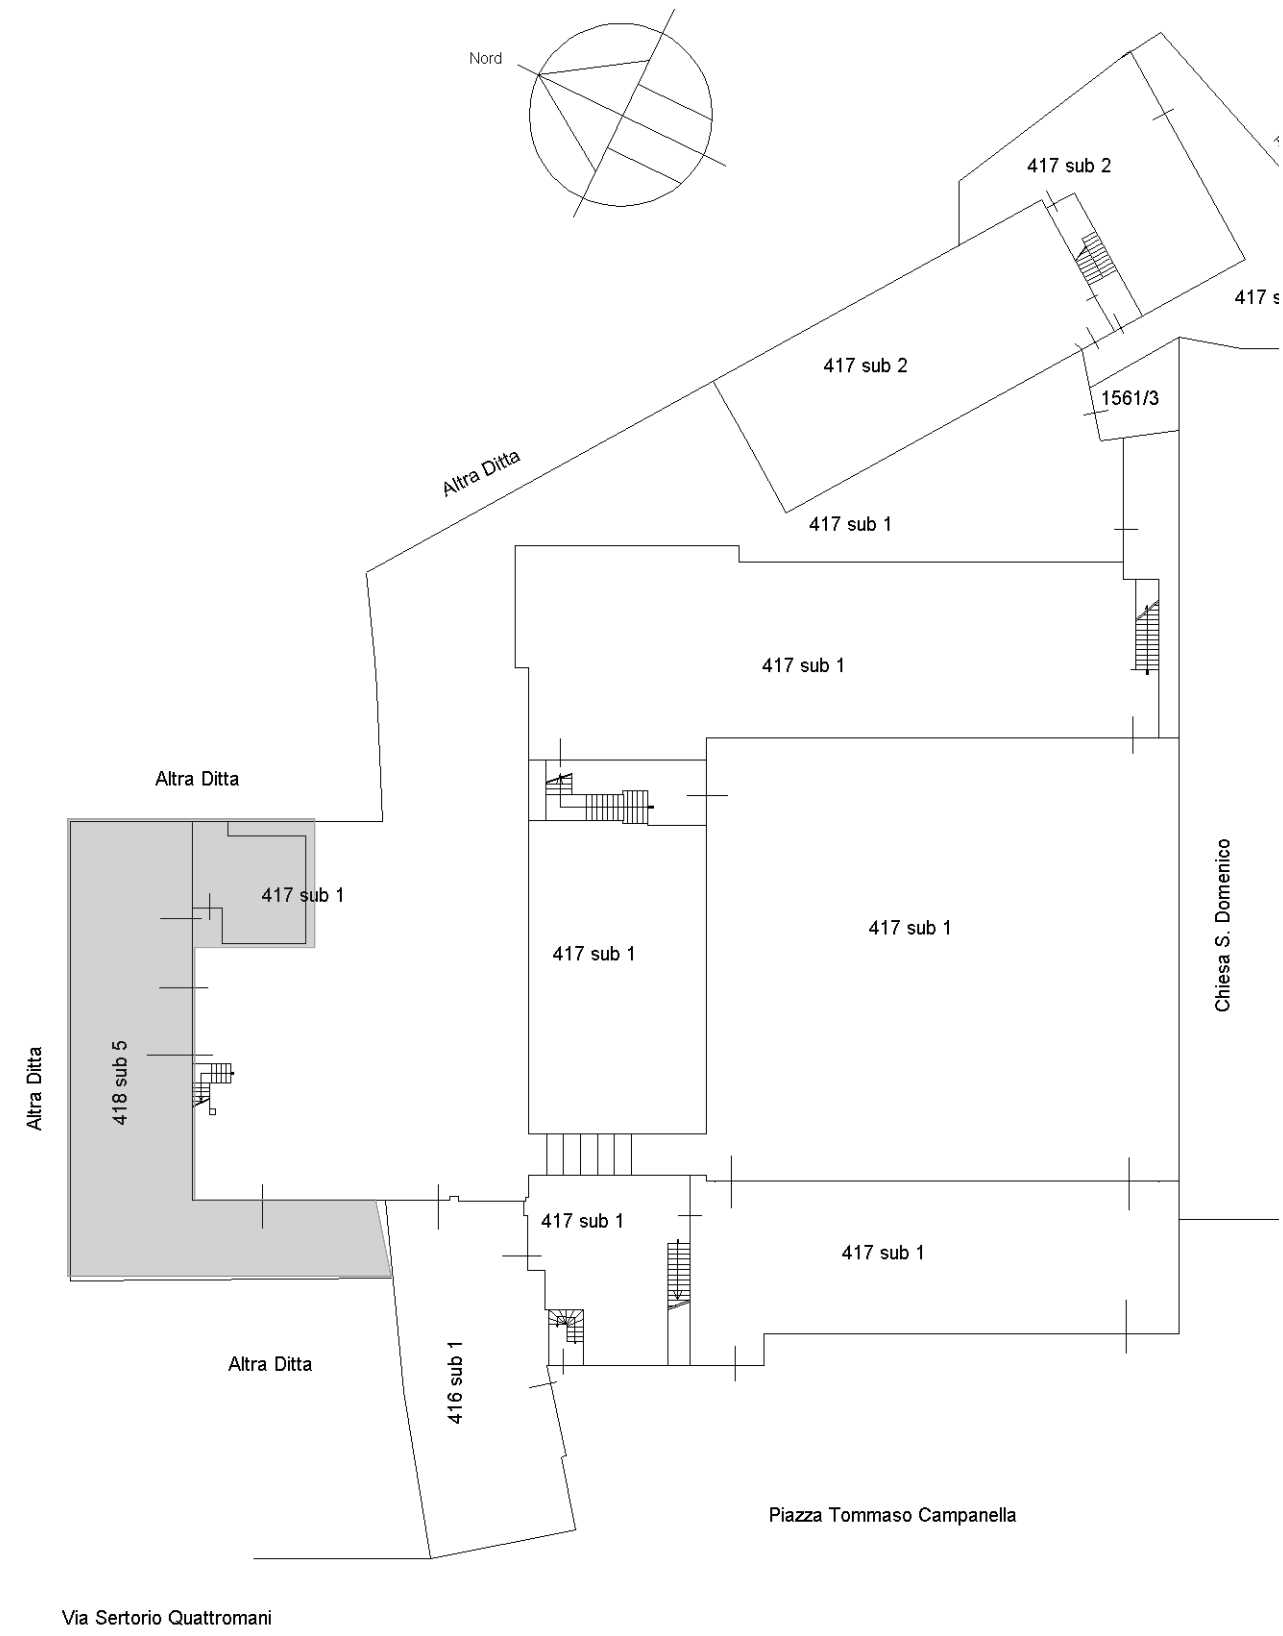 Nord
417 sub 2
417 s
417 sub 2
1561/3
Altra Ditta
417 sub 1
417 sub 1
Altra Ditta
417 sub 1
417 sub 1
417 sub 1
Chiesa S. Domenico
Altra Ditta
418 sub 5
417 sub 1
417 sub 1
Altra Ditta
416 sub 1
Piazza Tommaso Campanella
Via Sertorio Quattromani